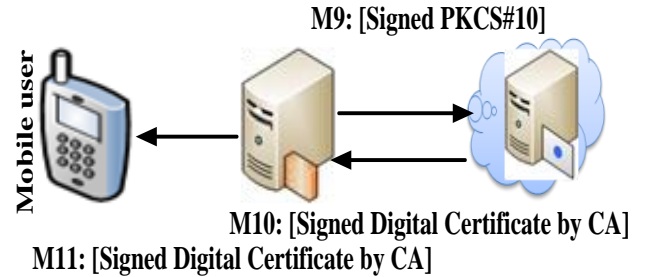 M9: [Signed PKCS#10]
Mobile user
M10: [Signed Digital Certificate by CA]
M11: [Signed Digital Certificate by CA]